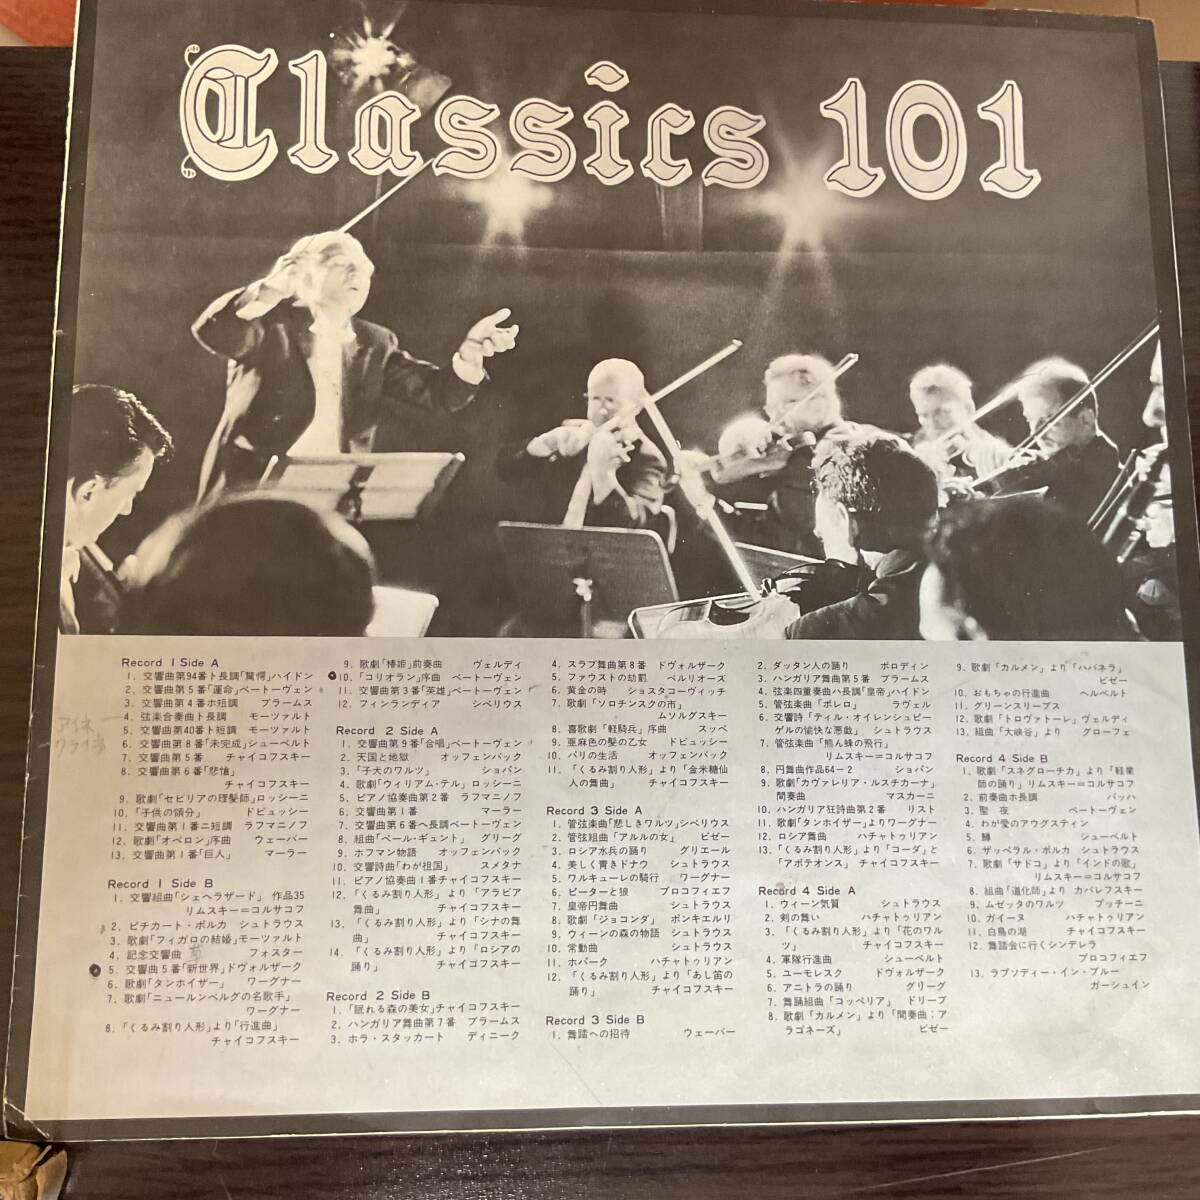 Classics 101
Record 1 Side A
1. 交響曲第94番ト長調「驚愕」ハイドン
2. 交響曲第5番「運命」ベートーヴェン
3. 交響曲第4番ホ短調 ブラームス
4. 弦楽合奏曲ト長調 モーツァルト
5. 交響曲第40番ト短調 モーツァルト
6. 交響曲第8番「未完成」シューベルト
7. 交響曲第5番 チャイコフスキー
8. 交響曲第6番「悲愴」
チャイコフスキー
9. 歌劇「セビリアの理髪師」ロッシーニ
10. 「子供の領分」 ドビュッシー
11. 交響曲第1番ニ短調 ラフマニノフ
12. 歌劇「オベロン」序曲 ウェーバー
13. 交響曲第1番「巨人」 マーラー
Record 1 Side B
1. 交響組曲「シェヘラザード」 作品35
リムスキー=コルサコフ
2. ピチカート・ポルカ シュトラウス
3. 歌劇「フィガロの結婚」モーツァルト
4. 記念交響曲 フォスター
5. 交響曲5番「新世界」ドヴォルザーク
6. 歌劇「タンホイザー」 ワーグナー
7. 歌劇「ニュールンベルグの名歌手」
ワーグナー
8. 「くるみ割り人形」より「行進曲」
チャイコフスキー
9. 歌劇「椿姫」前奏曲 ヴェルディ
10. 「コリオラン」序曲 ベートーヴェン
11. 交響曲第3番「英雄」ベートーヴェン
12. フィンランディア シベリウス
Record 2 Side A
1. 交響曲第9番「合唱」ベートーヴェン
2. 天国と地獄 オッフェンバック
3. 「子犬のワルツ」 ショパン
4. 歌劇「ウィリアム・テル」ロッシーニ
5. ピアノ協奏曲第2番 ラフマニノフ
6. 交響曲第1番 マーラー
7. 交響曲第6番ヘ長調ベートーヴェン
8. 組曲「ペール・ギュント」 グリーグ
9. ホフマン物語 オッフェンバック
10. 交響詩曲「わが祖国」 スメタナ
11. ピアノ協奏曲1番チャイコフスキー
12. 「くるみ割り人形」より「アラビア
舞曲」 チャイコフスキー
13. 「くるみ割り人形」より「シナの舞
曲」 チャイコフスキー
14. 「くるみ割り人形」より「ロシアの
踊り」 チャイコフスキー
Record 2 Side B
1. 「眠れる森の美女」チャイコフスキー
2. ハンガリア舞曲第7番 ブラームス
3. ホラ・スタッカート ディニーク
4. スラブ舞曲第8番 ドヴォルザーク
5. ファウストの劫罰 ベルリオーズ
6. 黄金の時 ショスタコーヴィッチ
7. 歌劇「ソロチンスクの市」
ムソルグスキー
8. 喜歌劇「軽騎兵」序曲 スッペ
9. 亜麻色の髪の乙女 ドビュッシー
10. パリの生活 オッフェンバック
11. 「くるみ割り人形」より「金米糖仙
人の舞曲」 チャイコフスキー
Record 3 Side A
1. 管弦楽曲「悲しきワルツ」シベリウス
2. 管弦組曲「アルルの女」 ビゼー
3. ロシア水兵の踊り グリエール
4. 美しく青きドナウ シュトラウス
5. ワルキューレの騎行 ワーグナー
6. ピーターと狼 プロコフィエフ
7. 皇帝円舞曲 シュトラウス
8. 歌劇「ジョコンダ」 ポンキエルリ
9. ウィーンの森の物語 シュトラウス
10. 常動曲 シュトラウス
11. ホパーク ハチャトゥリアン
12. 「くるみ割り人形」より「あし笛の
踊り」 チャイコフスキー
Record 3 Side B
1. 舞踏への招待 ウェーバー
2. ダッタン人の踊り ボロディン
3. ハンガリア舞曲第5番 ブラームス
4. 弦楽四重奏曲ハ長調「皇帝」ハイドン
5. 管弦楽曲「ボレロ」 ラヴェル
6. 交響詩「ティル・オイレンシュピー
ゲルの愉快な悪戯」 シュトラウス
7. 管弦楽曲「熊ん蜂の飛行」
リムスキー=コルサコフ
8. 円舞曲作品64-2 ショパン
9. 歌劇「カヴァレリア・ルスチカーナ」
間奏曲 マスカーニ
10. ハンガリア狂詩曲第2番 リスト
11. 歌劇「タンホイザー」よりワーグナー
12. ロシア舞曲 ハチャトゥリアン
13. 「くるみ割り人形」より「コーダ」と
「アポテオンス」 チャイコフスキー
Record 4 Side A
1. ウィーン気質 シュトラウス
2. 剣の舞い ハチャトゥリアン
3. 「くるみ割り人形」より「花のワル
ツ」 チャイコフスキー
4. 軍隊行進曲 シューベルト
5. ユーモレスク ドヴォルザーク
6. アニトラの踊り グリーグ
7. 舞踊組曲「コッペリア」 ドリーブ
8. 歌劇「カルメン」より「間奏曲:ア
ラゴネーズ」 ビゼー
9. 歌劇「カルメン」より「ハバネラ」
ビゼー
10. おもちゃの行進曲 ヘルベルト
11. グリーンスリーブス
12. 歌劇「トロヴァトーレ」ヴェルディ
13. 組曲「大峡谷」より グローフェ
Record 4 Side B
1. 歌劇「スネグローチカ」より「軽業
師の踊り」リムスキー=コルサコフ
2. 前奏曲ホ長調 バッハ
3. 聖夜 ベートーヴェン
4. わが愛のアウグスティン
5. 鱒 シューベルト
6. ザッペラル・ポルカ シュトラウス
7. 歌劇「サドコ」より「インドの歌」
リムスキー=コルサコフ
8. 組曲「道化師」より カバレフスキー
9. ムゼッタのワルツ プッチーニ
10. ガイーヌ ハチャトゥリアン
11. 白鳥の湖 チャイコフスキー
12. 舞踏会に行くシンデレラ
プロコフィエフ
13. ラプソディー・イン・ブルー
ガーシュイン